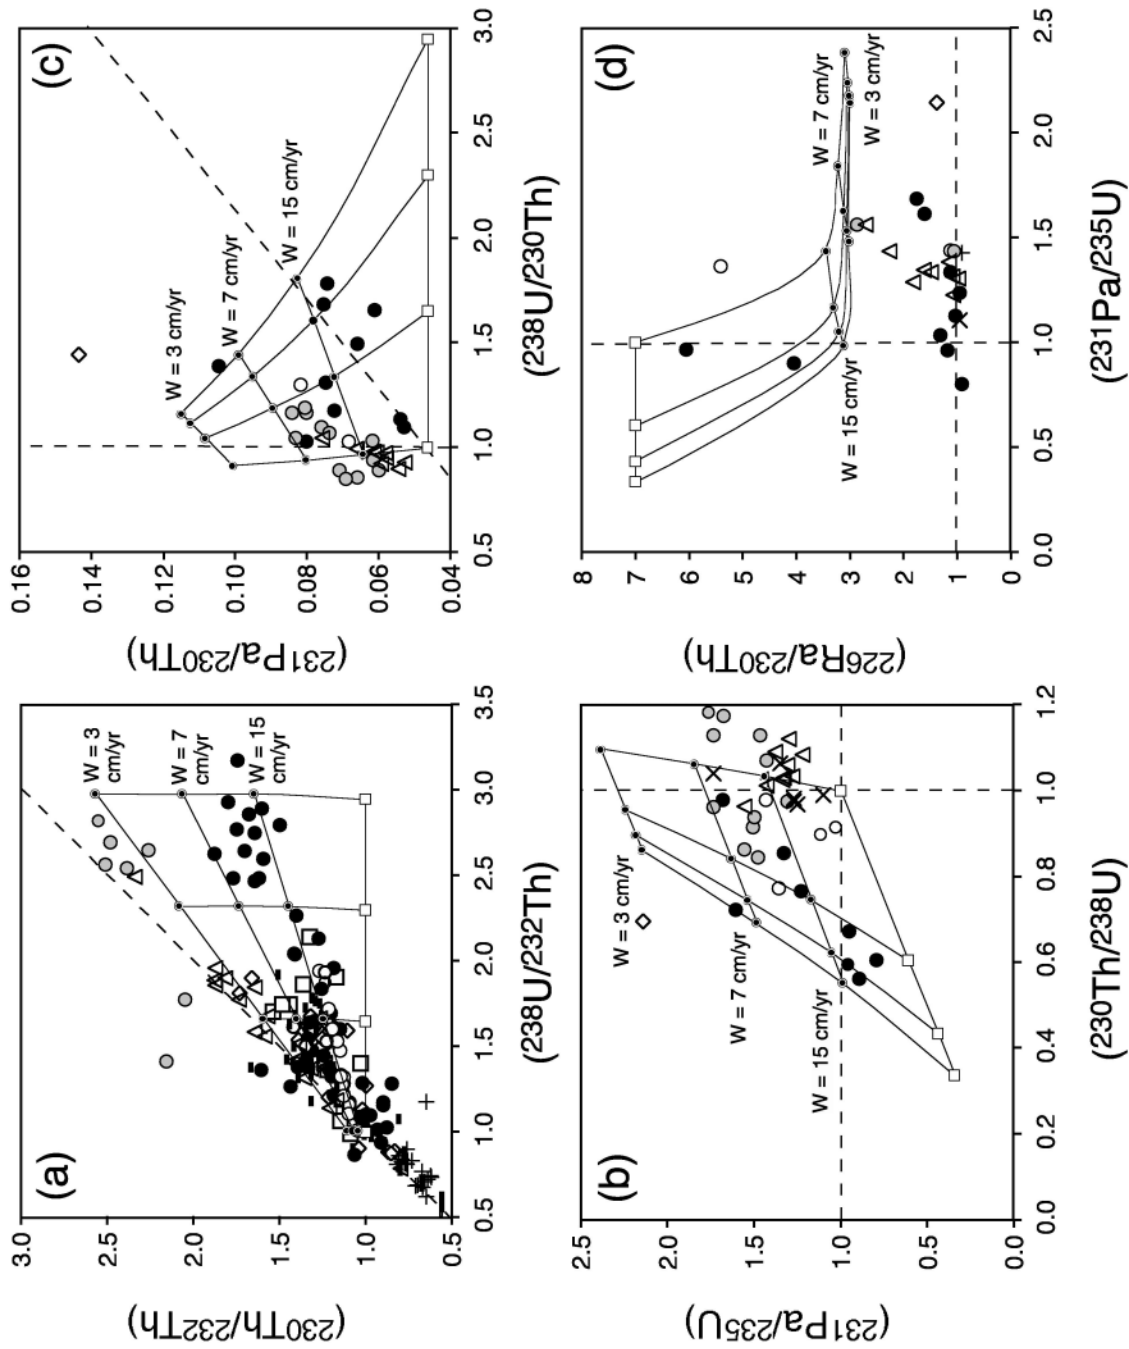 (a)
3.0
2.5
2.0
1.5
1.0
0.5
(230Th/232Th)
0.5
1.0
1.5
2.0
2.5
3.0
3.5
(238U/232Th)
W = 3
cm/yr
W = 7
cm/yr
W = 15
cm/yr
(b)
2.5
2.0
1.5
1.0
0.5
0.0
(231Pa/235U)
0.0
0.2
0.4
0.6
0.8
1.0
1.2
(230Th/238U)
W = 3 cm/yr
W = 7 cm/yr
W = 15 cm/yr
(c)
0.16
0.14
0.12
0.10
0.08
0.06
0.04
(231Pa/230Th)
0.5
1.0
1.5
2.0
2.5
3.0
(238U/230Th)
W = 3 cm/yr
W = 7 cm/yr
W = 15 cm/yr
(d)
8
7
6
5
4
3
2
1
0
(226Ra/230Th)
0.0
0.5
1.0
1.5
2.0
2.5
(231Pa/235U)
W = 7 cm/yr
W = 3 cm/yr
W = 15 cm/yr